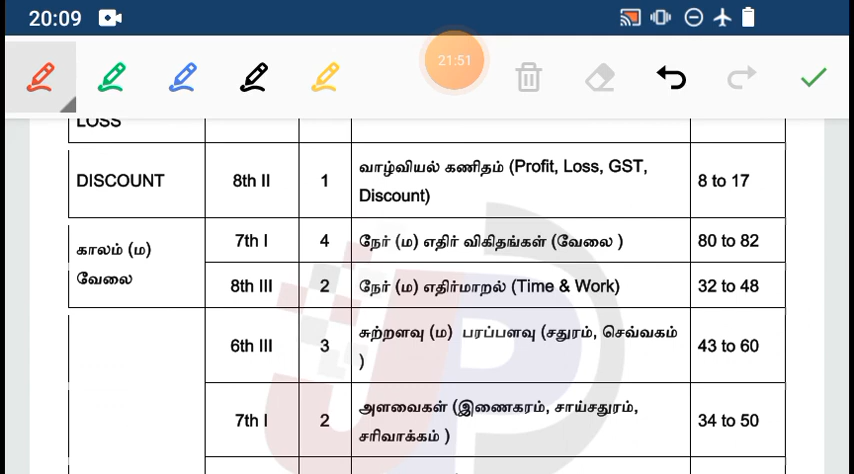 20:09
21:51
LOSS
DISCOUNT 8th II 1 வாழ்வியல் கணிதம் (Profit, Loss, GST, Discount) 8 to 17
காலம் (ம) வேலை 7th I 4 நேர் (ம) எதிர் விகிதங்கள் (வேலை ) 80 to 82
8th III 2 நேர் (ம) எதிர்மாறல் (Time & Work) 32 to 48
6th III 3 சுற்றளவு (ம) பரப்பளவு (சதுரம், செவ்வகம் ) 43 to 60
7th I 2 அளவைகள் (இணைகரம், சாய்சதுரம், சரிவாக்கம் ) 34 to 50